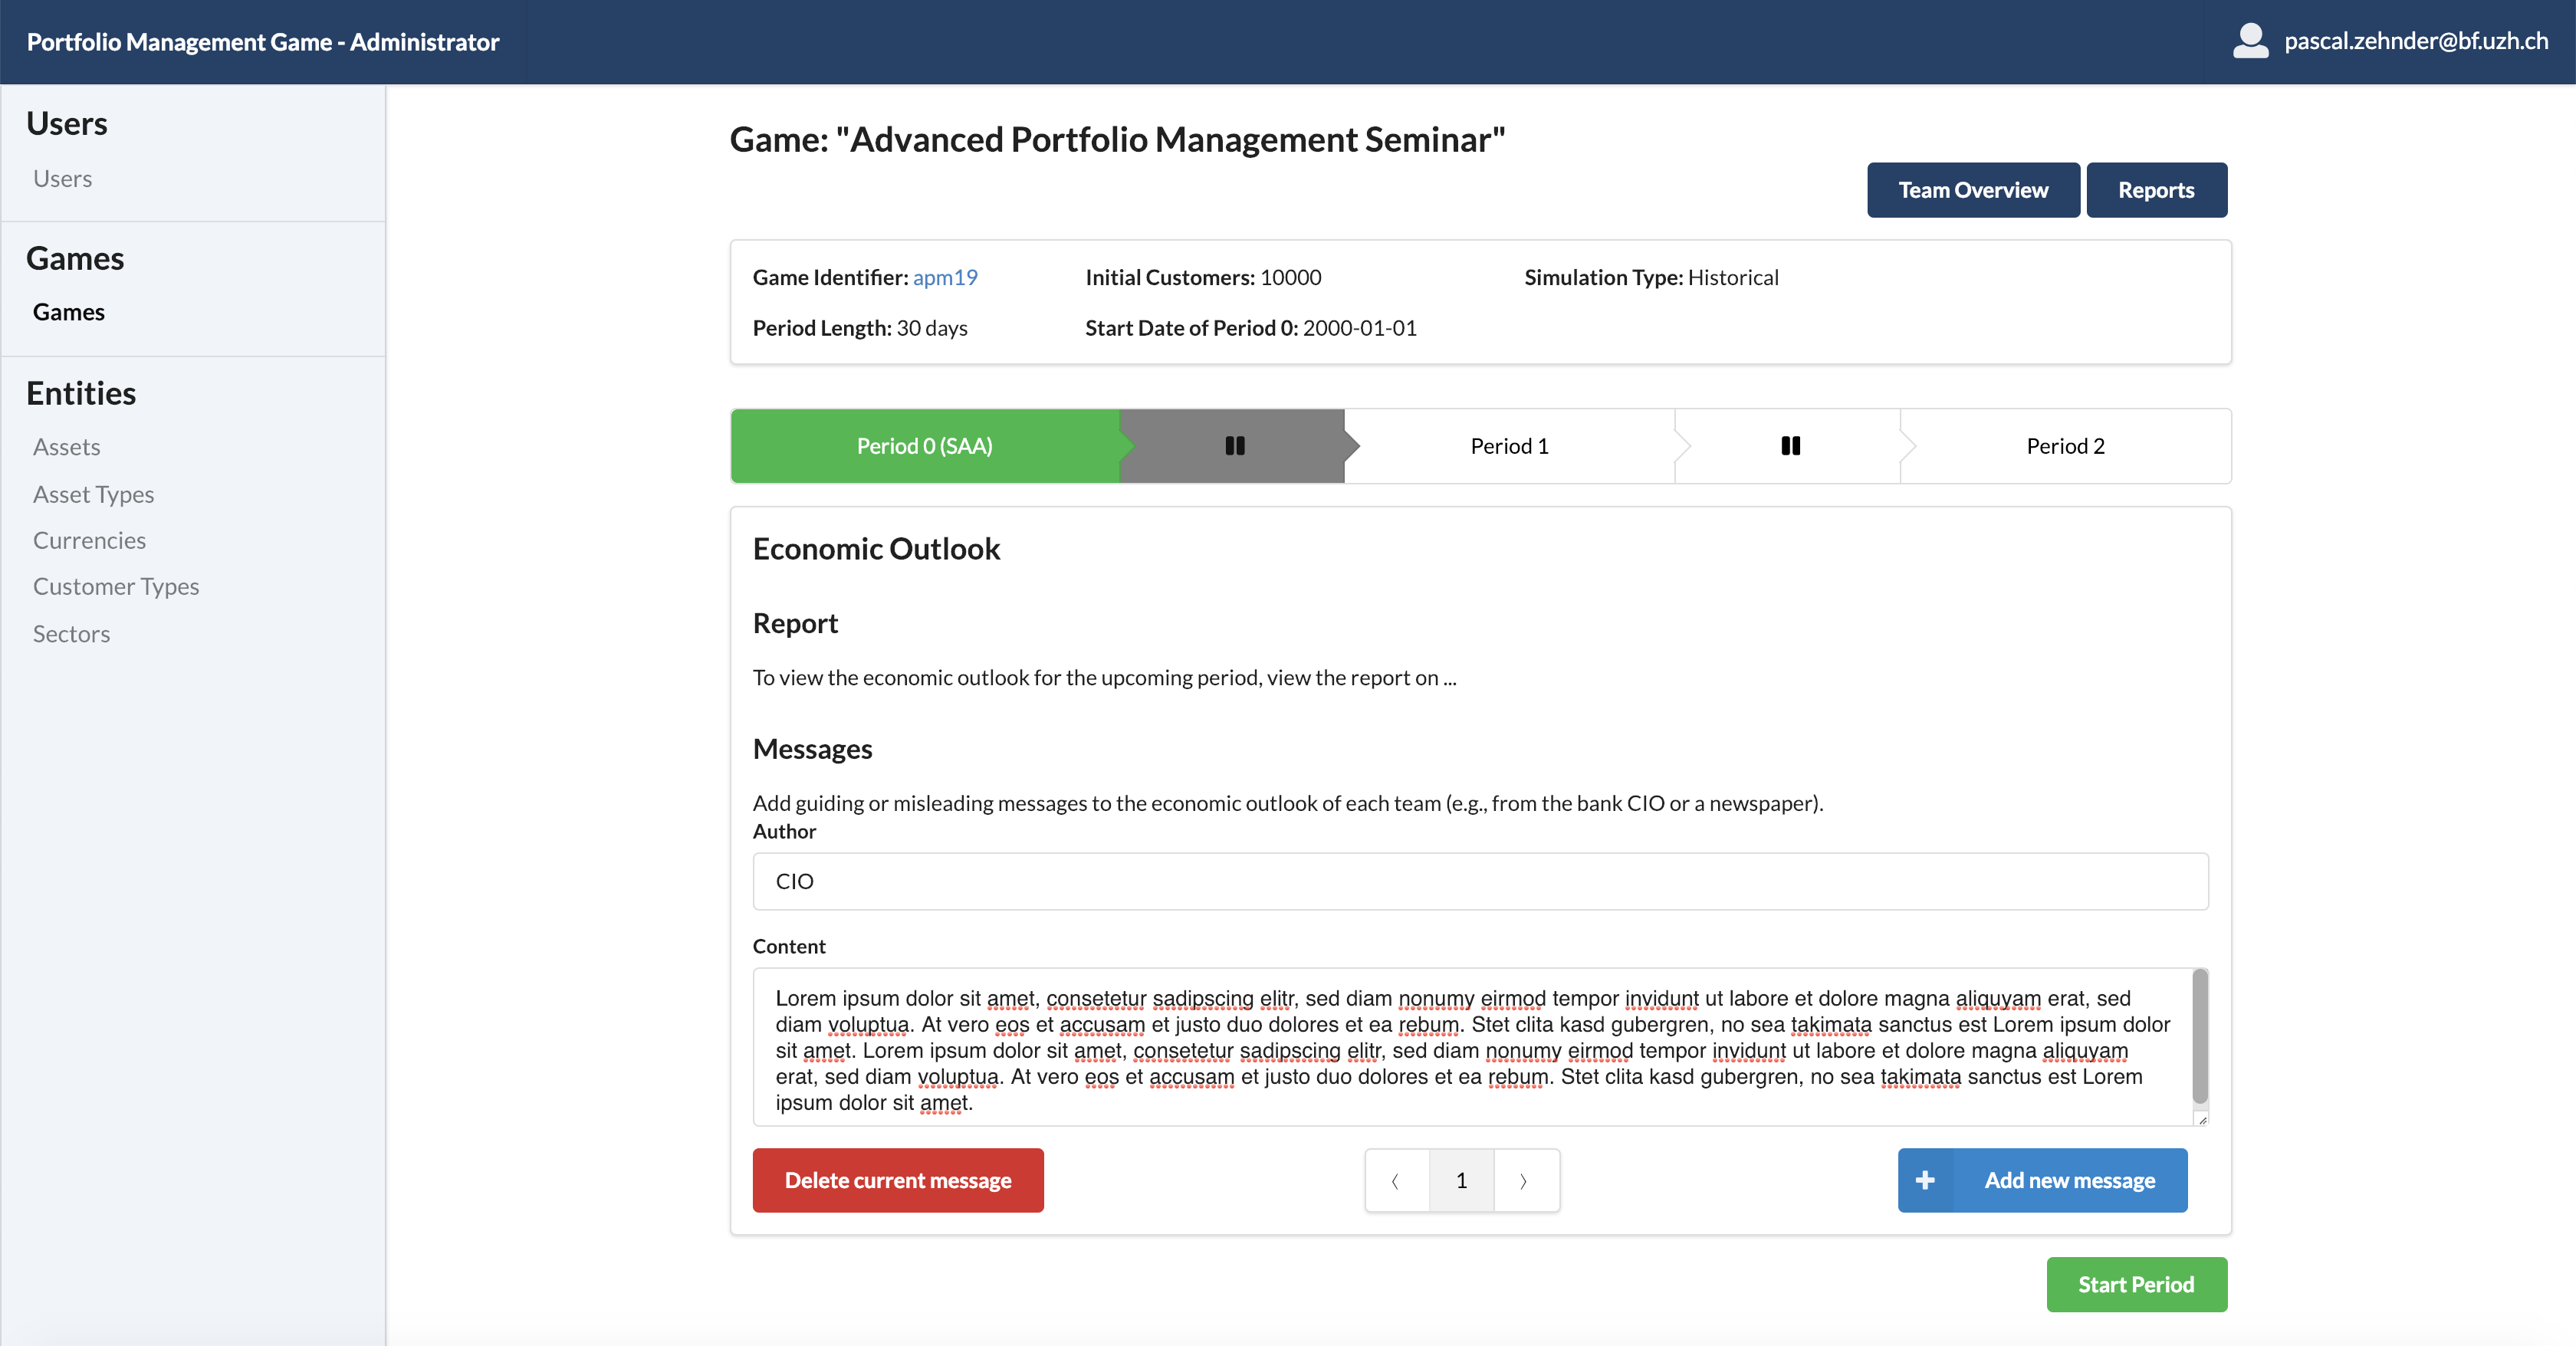 Portfolio Management Game - Administrator
pascal.zehnder@bf.uzh.ch
Users
Users
Games
Games
Entities
Assets
Asset Types
Currencies
Customer Types
Sectors
Game: "Advanced Portfolio Management Seminar"
Team Overview
Reports
Game Identifier: apm19
Initial Customers: 10000
Simulation Type: Historical
Period Length: 30 days
Start Date of Period 0: 2000-01-01
Period 0 (SAA)
Period 1
Period 2
Economic Outlook
Report
To view the economic outlook for the upcoming period, view the report on ...
Messages
Add guiding or misleading messages to the economic outlook of each team (e.g., from the bank CIO or a newspaper).
Author
CIO
Content
Lorem ipsum dolor sit amet, consetetur sadipscing elitr, sed diam nonumy eirmod tempor invidunt ut labore et dolore magna aliquyam erat, sed
diam voluptua. At vero eos et accusam et justo duo dolores et ea rebum. Stet clita kasd gubergren, no sea takimata sanctus est Lorem ipsum dolor
sit amet. Lorem ipsum dolor sit amet, consetetur sadipscing elitr, sed diam nonumy eirmod tempor invidunt ut labore et dolore magna aliquyam
erat, sed diam voluptua. At vero eos et accusam et justo duo dolores et ea rebum. Stet clita kasd gubergren, no sea takimata sanctus est Lorem
ipsum dolor sit amet.
Delete current message
1
Add new message
Start Period